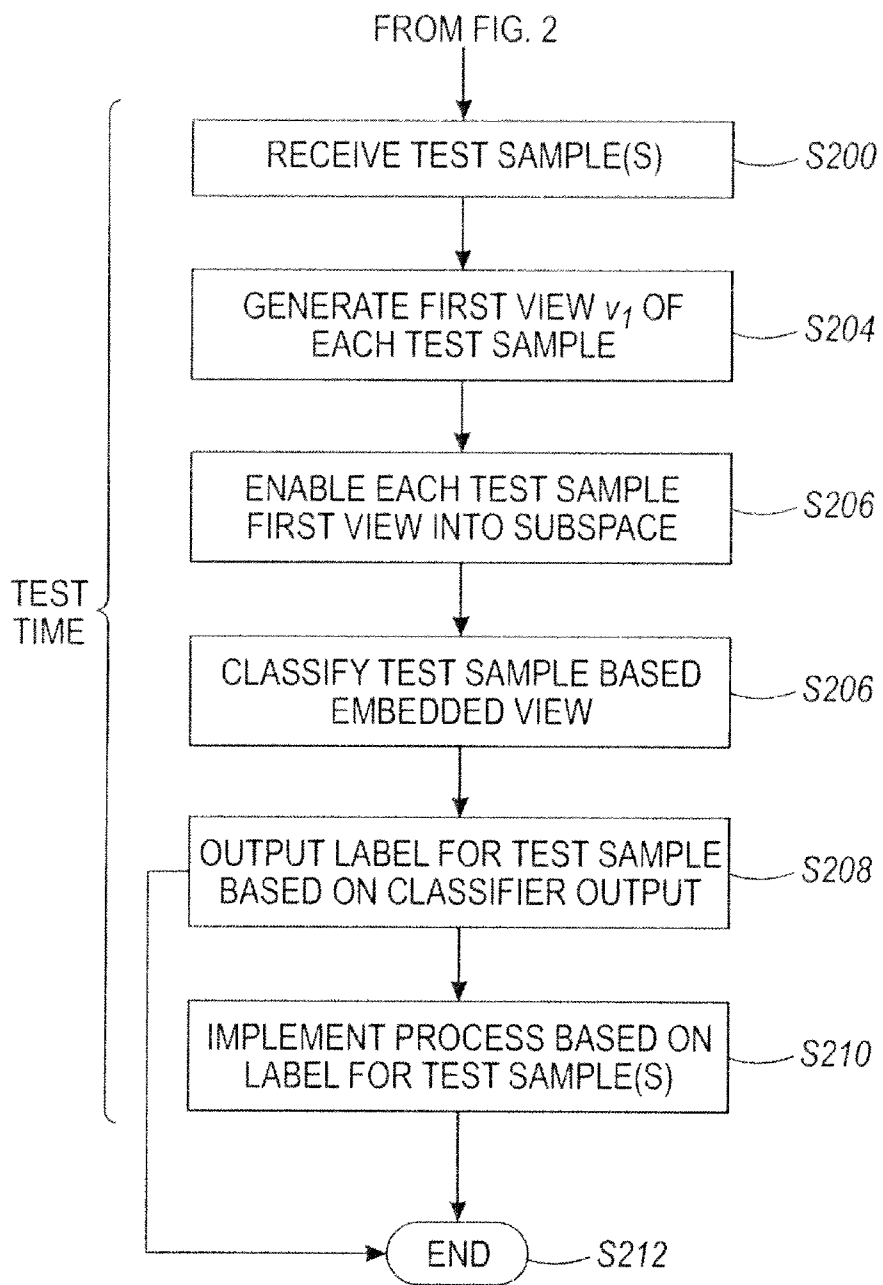 FROM FIG. 2
RECEIVE TEST SAMPLE(S)
S200
GENERATE FIRST VIEW v1 OF
EACH TEST SAMPLE
S204
ENABLE EACH TEST SAMPLE
FIRST VIEW INTO SUBSPACE
S206
TEST
TIME
CLASSIFY TEST SAMPLE BASED
EMBEDDED VIEW
S206
OUTPUT LABEL FOR TEST SAMPLE
BASED ON CLASSIFIER OUTPUT
S208
IMPLEMENT PROCESS BASED ON
LABEL FOR TEST SAMPLE(S)
S210
END
S212